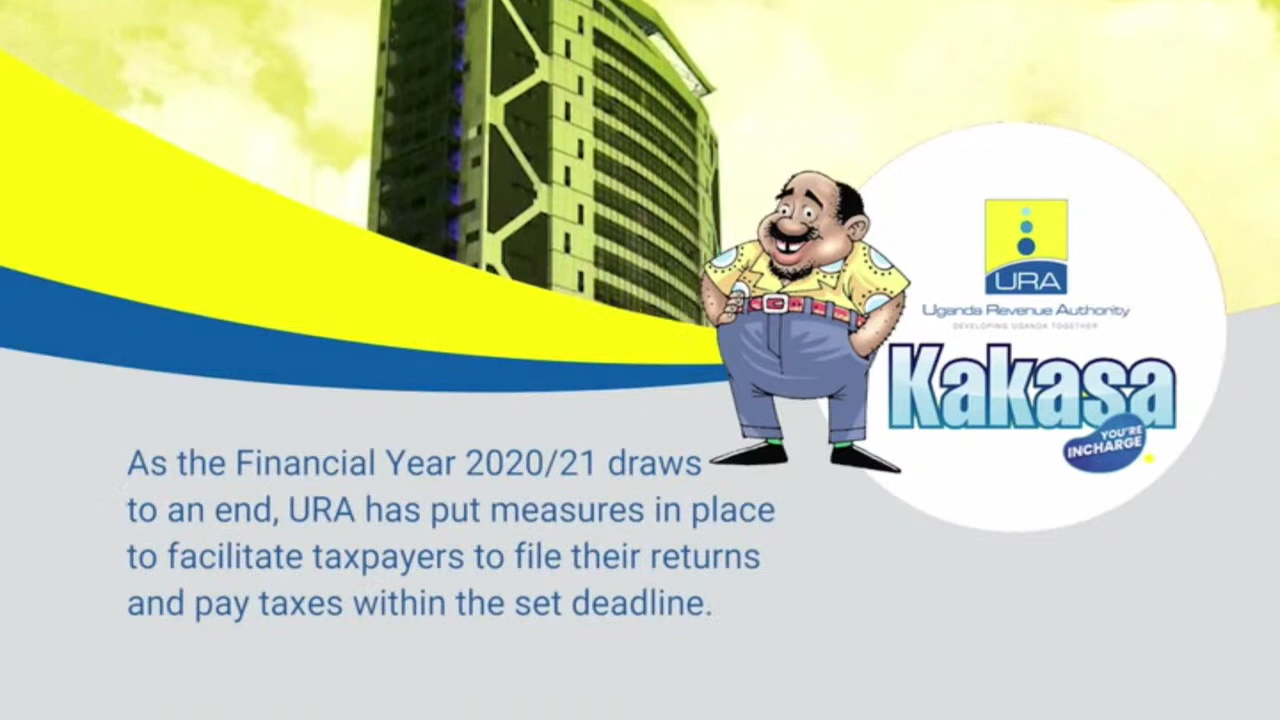 URA
Uganda Revenue Authority
DEVELOPING UGANDA TOGETHER
Kakasa
YOU'RE
INCHARGE
As the Financial Year 2020/21 draws
to an end, URA has put measures in place
to facilitate taxpayers to file their returns
and pay taxes within the set deadline.